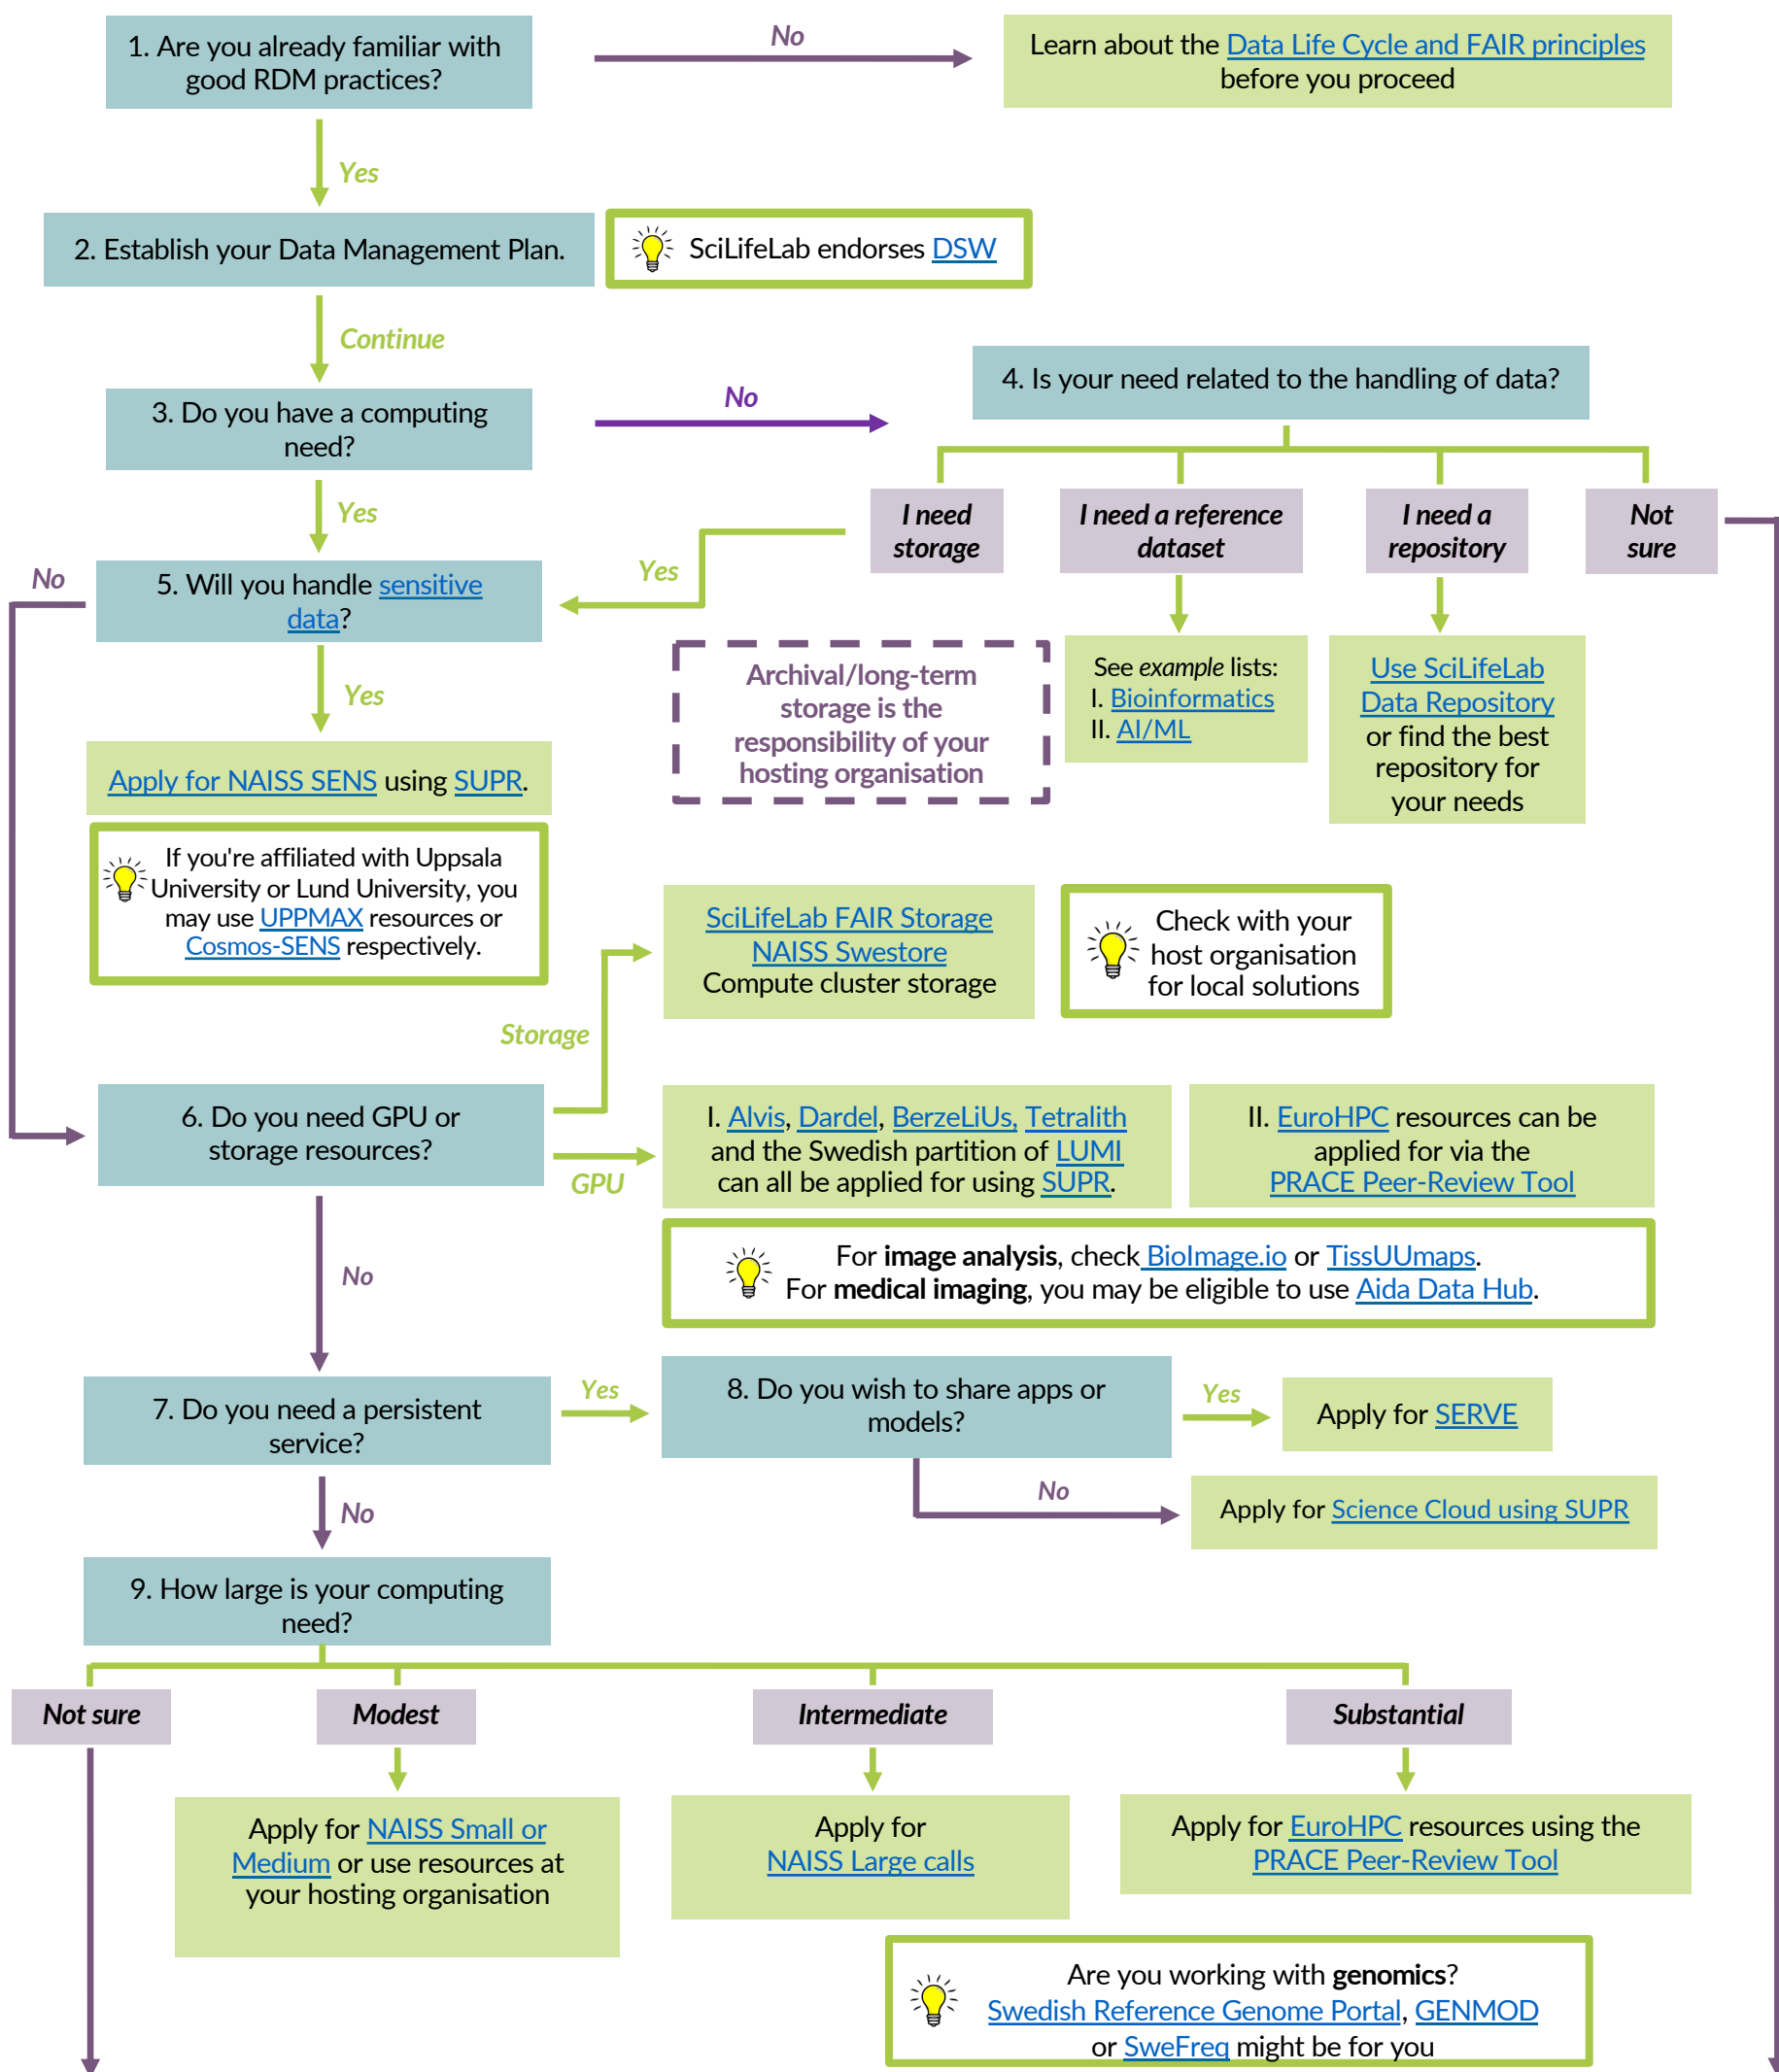 1. Are you already familiar with
good RDM practices?
No
Learn about the Data Life Cycle and FAIR principles
before you proceed
Yes
2. Establish your Data Management Plan.
SciLifeLab endorses DSW
Continue
3. Do you have a computing
need?
No
4. Is your need related to the handling of data?
Yes
I need
storage
I need a reference
dataset
I need a
repository
Not
sure
No
5. Will you handle sensitive
data?
Yes
Yes
Archival/long-term
storage is the
responsibility of your
hosting organisation
See example lists:
I. Bioinformatics
II. AI/ML
Use SciLifeLab
Data Repository
or find the best
repository for
your needs
Apply for NAISS SENS using SUPR.
If you're affiliated with Uppsala
University or Lund University, you
may use UPPMAX resources or
Cosmos-SENS respectively.
SciLifeLab FAIR Storage
NAISS Swestore
Compute cluster storage
Check with your
host organisation
for local solutions
Storage
6. Do you need GPU or
storage resources?
GPU
I. Alvis, Dardel, BerzeLiUs, Tetralith
and the Swedish partition of LUMI
can all be applied for using SUPR.
II. EuroHPC resources can be
applied for via the
PRACE Peer-Review Tool
For image analysis, check BioImage.io or TissUUmaps.
For medical imaging, you may be eligible to use Aida Data Hub.
No
7. Do you need a persistent
service?
Yes
8. Do you wish to share apps or
models?
Yes
Apply for SERVE
No
Apply for Science Cloud using SUPR
No
9. How large is your computing
need?
Not sure
Modest
Intermediate
Substantial
Apply for NAISS Small or
Medium or use resources at
your hosting organisation
Apply for
NAISS Large calls
Apply for EuroHPC resources using the
PRACE Peer-Review Tool
Are you working with genomics?
Swedish Reference Genome Portal, GENMOD
or SweFreq might be for you